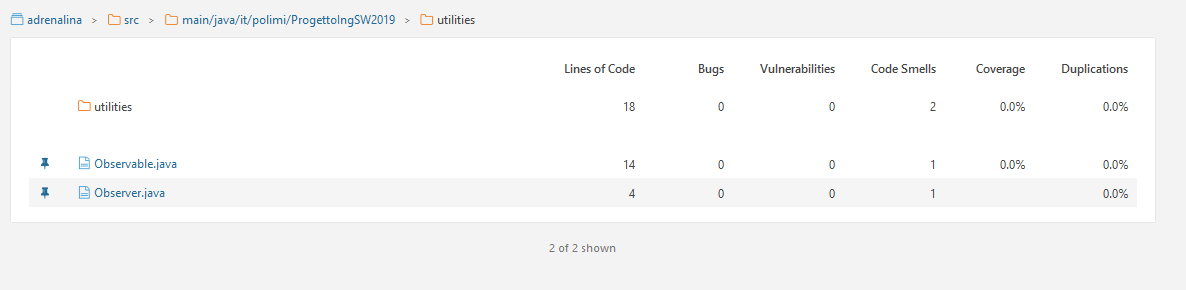 adrenalina > src > main/java/it/polimi/ProgettoIngSW2019 > utilities
Lines of Code Bugs Vulnerabilities Code Smells Coverage Duplications
utilities 18 0 0 2 0.0% 0.0%
Observable.java 14 0 0 1 0.0% 0.0%
Observer.java 4 0 0 1 0.0%
2 of 2 shown